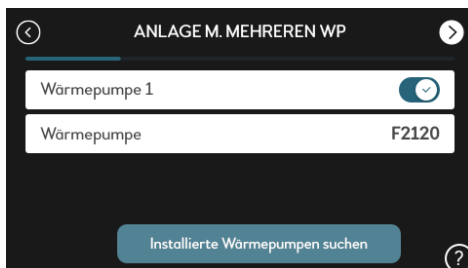 ANLAGE M. MEHREREN WP
Wärmepumpe 1
Wärmepumpe F2120
Installierte Wärmepumpen suchen
?